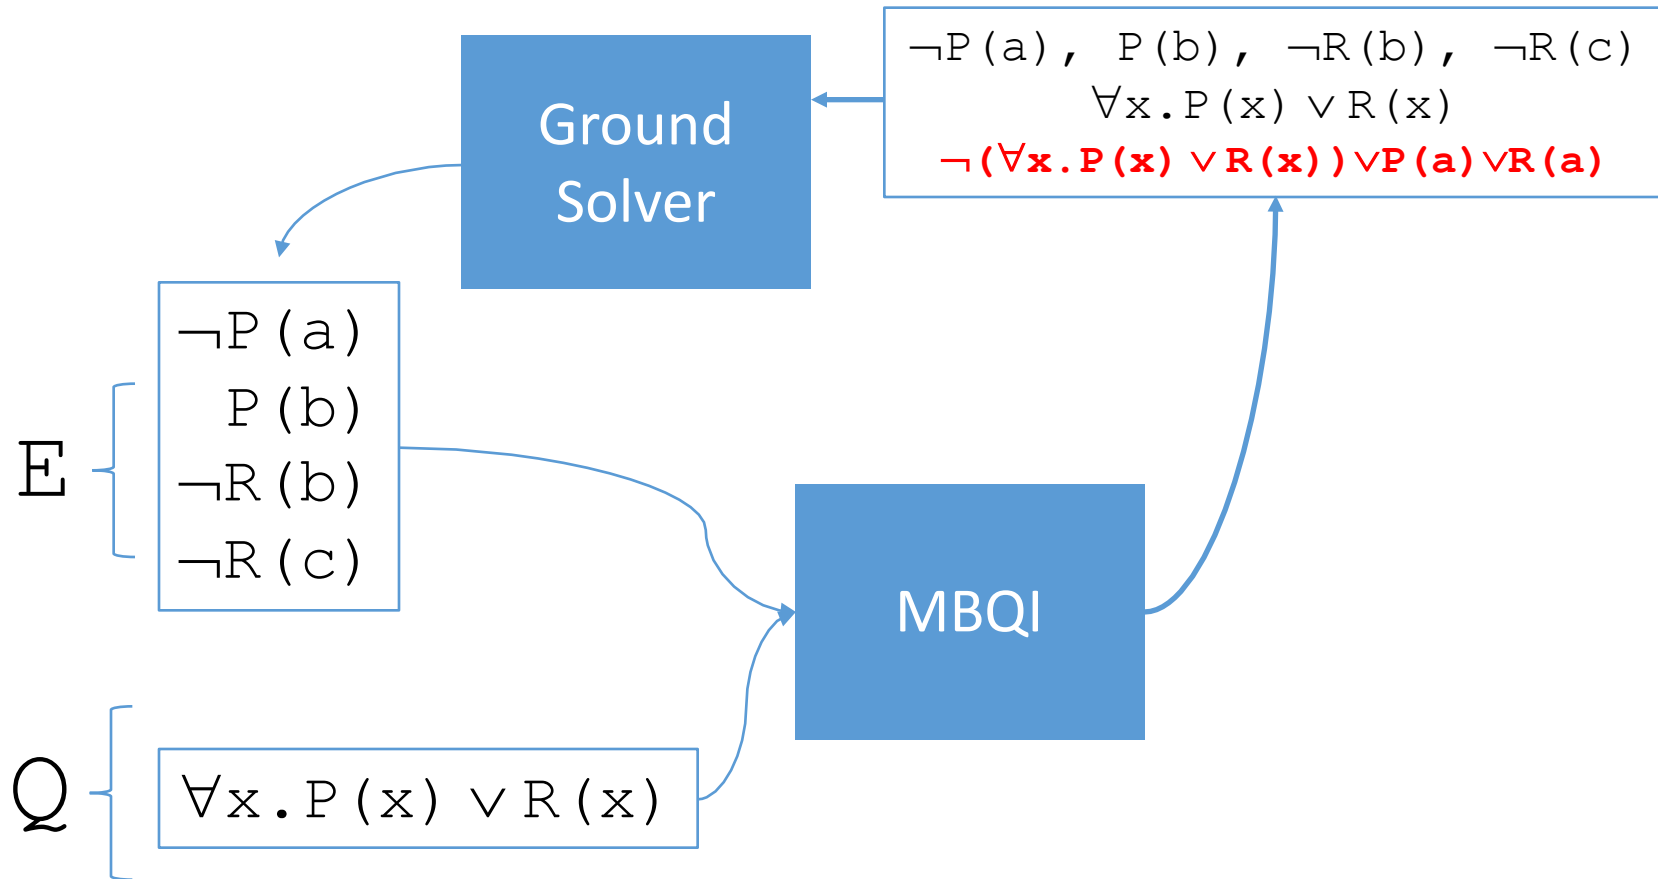 ¬P(a), P(b), ¬R(b), ¬R(c)
∀x.P(x) ∨ R(x)
¬(∀x.P(x) ∨ R(x))∨P(a)∨R(a)
Ground
Solver
¬P(a)
P(b)
¬R(b)
¬R(c)
E
MBQI
Q
∀x.P(x) ∨ R(x)